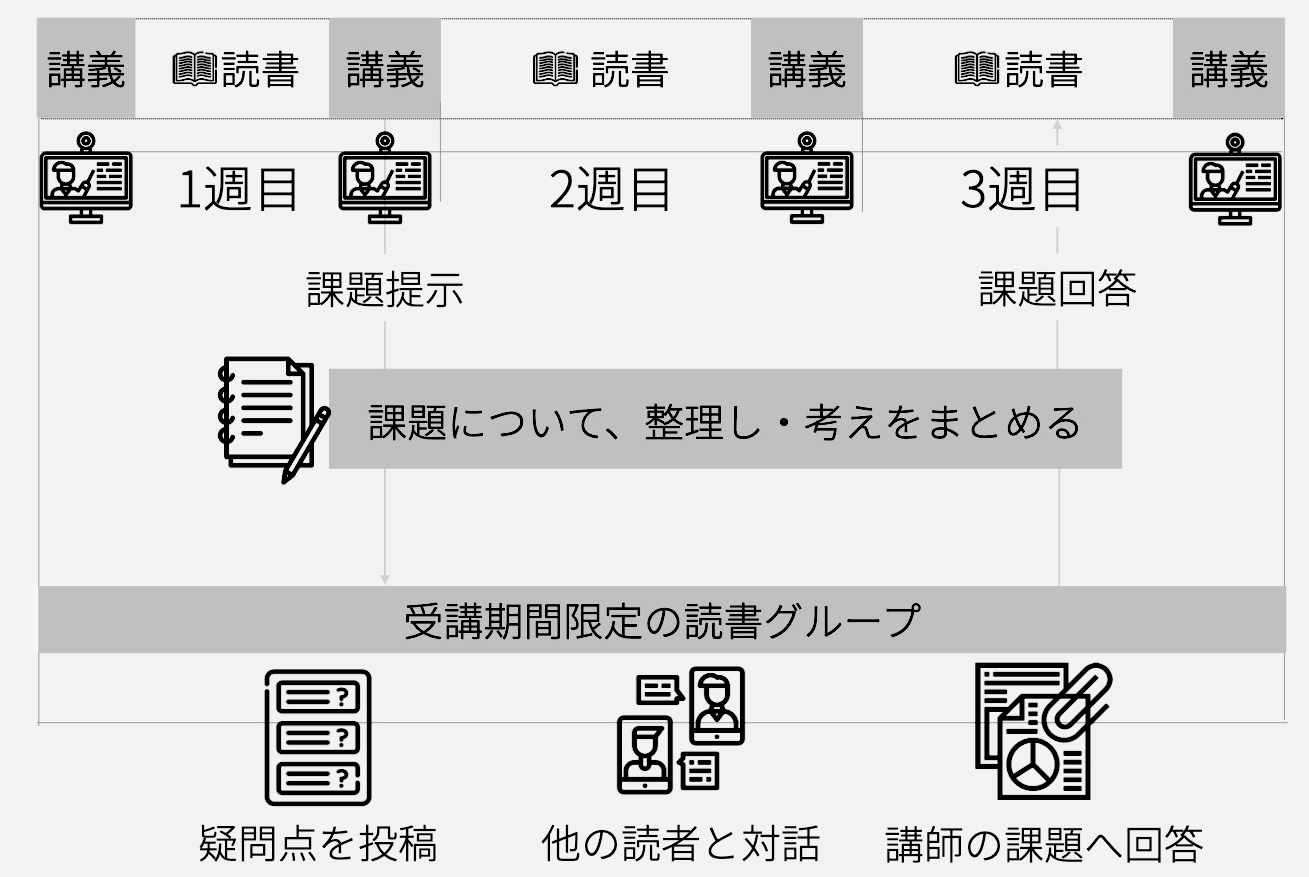 講義 読書 講義 読書 講義 読書 講義
1週目 2週目 3週目
課題提示 課題回答
課題について、整理し・考えをまとめる
受講期間限定の読書グループ
?
?
?
疑問点を投稿 他の読者と対話 講師の課題へ回答